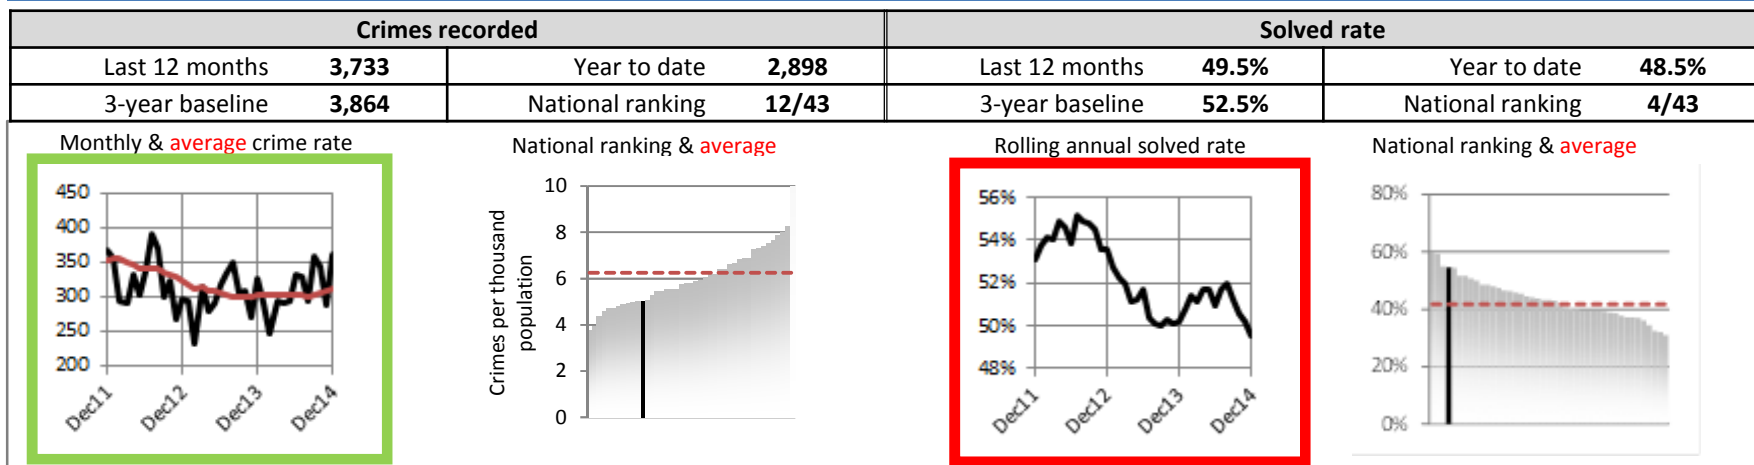 Crimes recorded
Solved rate
Last 12 months 3,733 Year to date 2,898 Last 12 months 49.5% Year to date 48.5%
3-year baseline 3,864 National ranking 12/43 3-year baseline 52.5% National ranking 4/43
Monthly & average crime rate
450
400
350
300
250
200
Dec11
Dec12
Dec13
Dec14
National ranking & average
Crimes per thousand
population
10
8
6
4
2
0
Rolling annual solved rate
56%
54%
52%
50%
48%
Dec11
Dec12
Dec13
Dec14
National ranking & average
80%
60%
40%
20%
0%